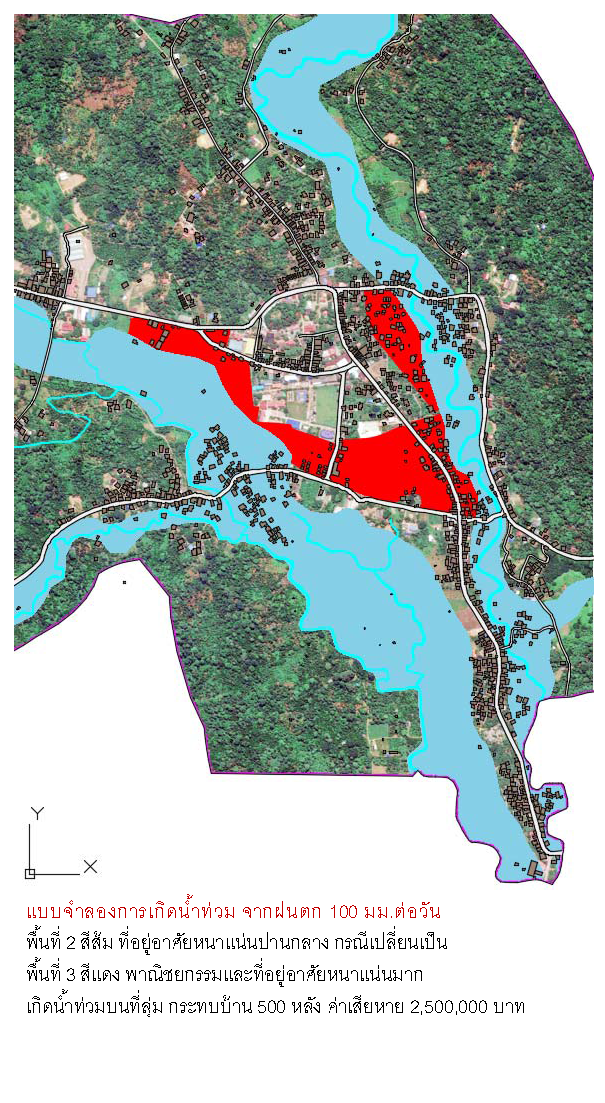 Y
X
แบบจำลองการเกิดน้ำท่วม จากฝนตก 100 มม.ต่อวัน
พื้นที่ 2 สีส้ม ที่อยู่อาศัยหนาแน่นปานกลาง กรณีเปลี่ยนเป็น
พื้นที่ 3 สีแดง พาณิชยกรรมและที่อยู่อาศัยหนาแน่นมาก
เกิดน้ำท่วมบนที่ลุ่ม กระทบบ้าน 500 หลัง ค่าเสียหาย 2,500,000 บาท